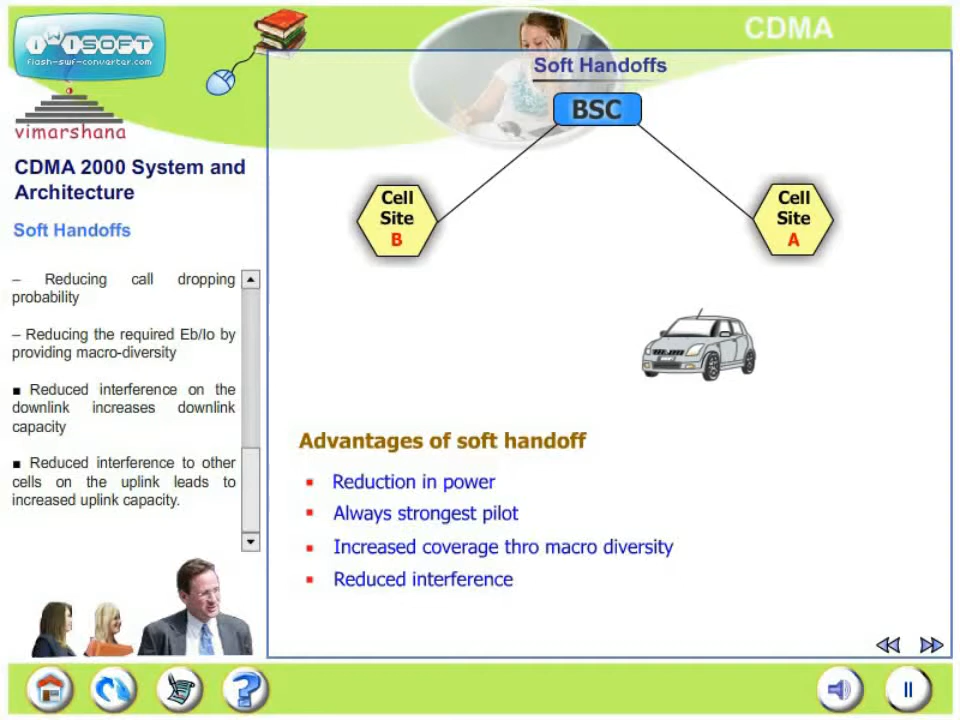 iWiSOFT
flash-swf-converter.com
vimarshana
CDMA 2000 System and
Architecture
Soft Handoffs
– Reducing call dropping
probability
– Reducing the required Eb/Io by
providing macro-diversity
■ Reduced interference on the
downlink increases downlink
capacity
■ Reduced interference to other
cells on the uplink leads to
increased uplink capacity.
CDMA
Soft Handoffs
BSC
Cell
Site
B
Cell
Site
A
Advantages of soft handoff
▪ Reduction in power
▪ Always strongest pilot
▪ Increased coverage thro macro diversity
▪ Reduced interference